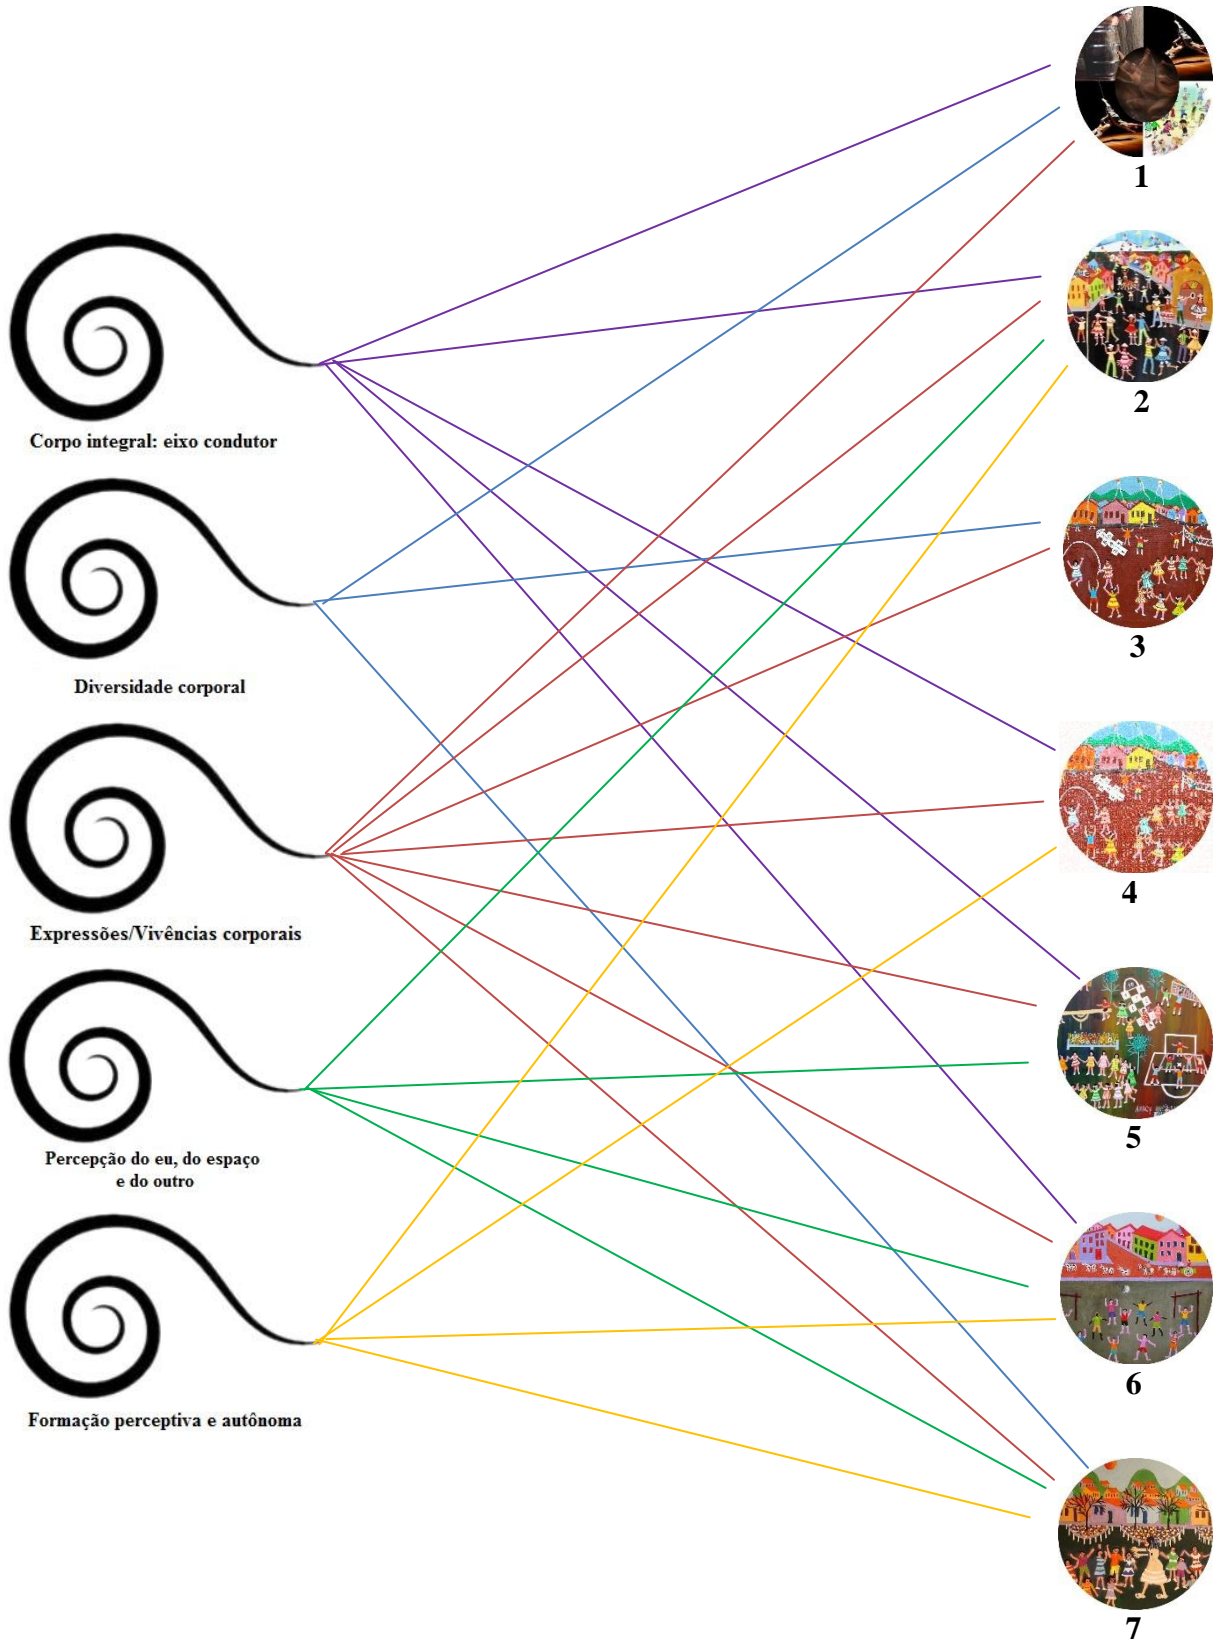 Corpo integral: eixo condutor
Diversidade corporal
Expressões/Vivências corporais
Percepção do eu, do espaço
e do outro
Formação perceptiva e autônoma
1
2
3
4
5
6
7